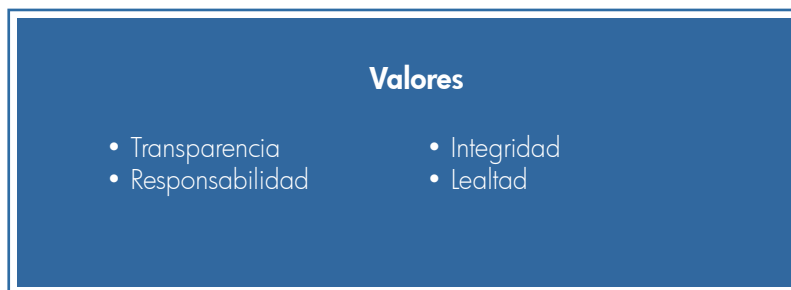 Valores
• Transparencia
• Responsabilidad
• Integridad
• Lealtad